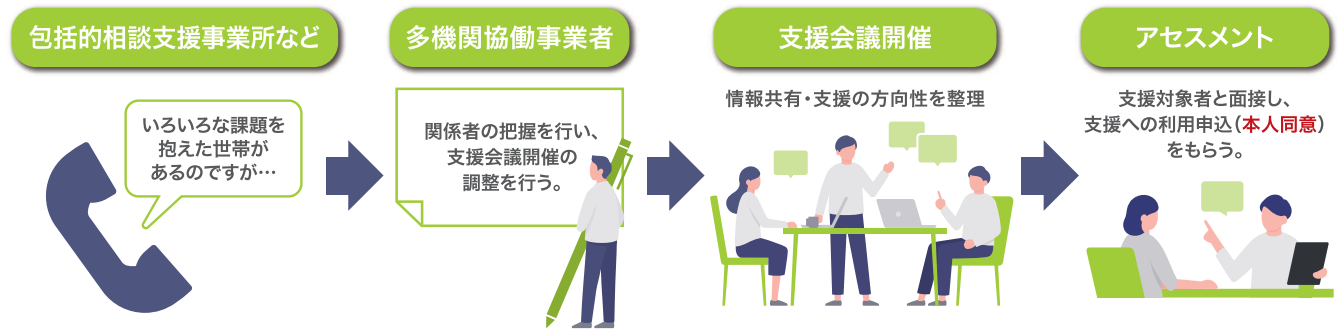 包括的相談支援事業所など
いろいろな課題を
抱えた世帯が
あるのですが…
多機関協働事業者
関係者の把握を行い、
支援会議開催の
調整を行う。
支援会議開催
情報共有・支援の方向性を整理
アセスメント
支援対象者と面接し、
支援への利用申込（本人同意）
をもらう。